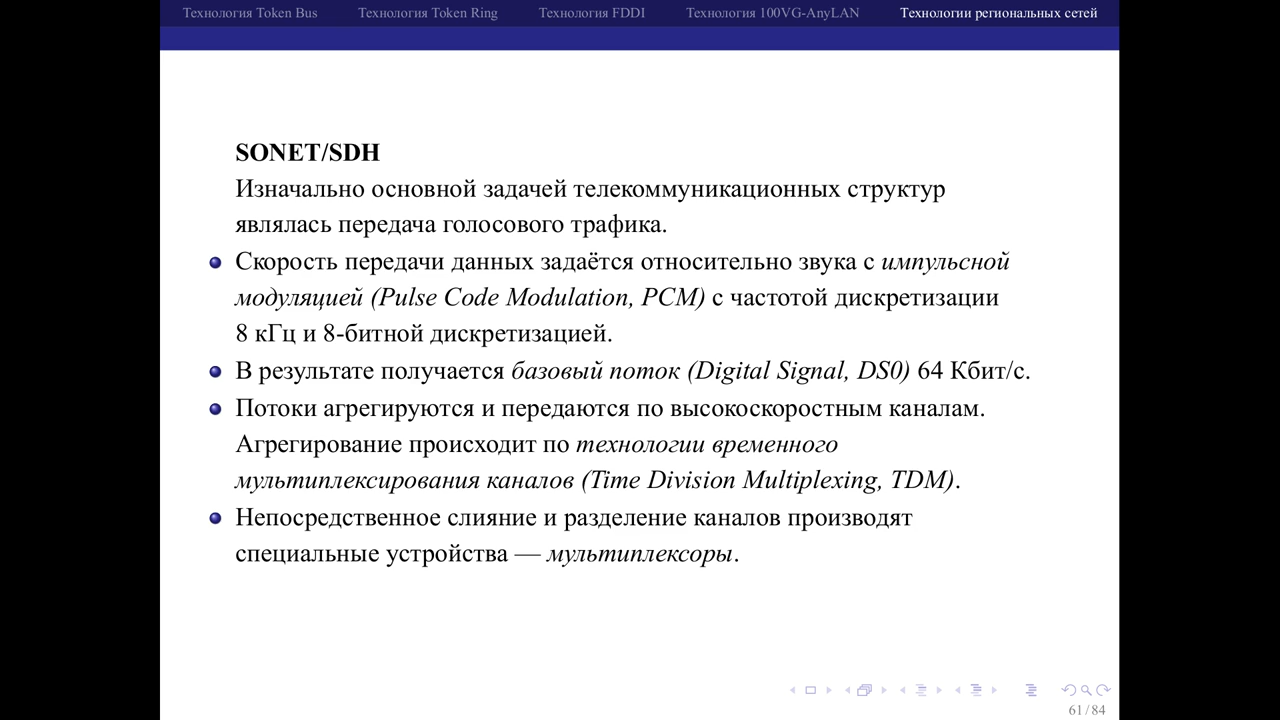 Технология Token Bus Технология Token Ring Технология FDDI Технология 100VG-AnyLAN Технологии региональных сетей
SONET/SDH
Изначально основной задачей телекоммуникационных структур
являлась передача голосового трафика.
Скорость передачи данных задаётся относительно звука с импульсной
модуляцией (Pulse Code Modulation, PCM) с частотой дискретизации
8 кГц и 8-битной дискретизацией.
В результате получается базовый поток (Digital Signal, DS0) 64 Кбит/с.
Потоки агрегируются и передаются по высокоскоростным каналам.
Агрегирование происходит по технологии временного
мультиплексирования каналов (Time Division Multiplexing, TDM).
Непосредственное слияние и разделение каналов производят
специальные устройства — мультиплексоры.
61 / 84